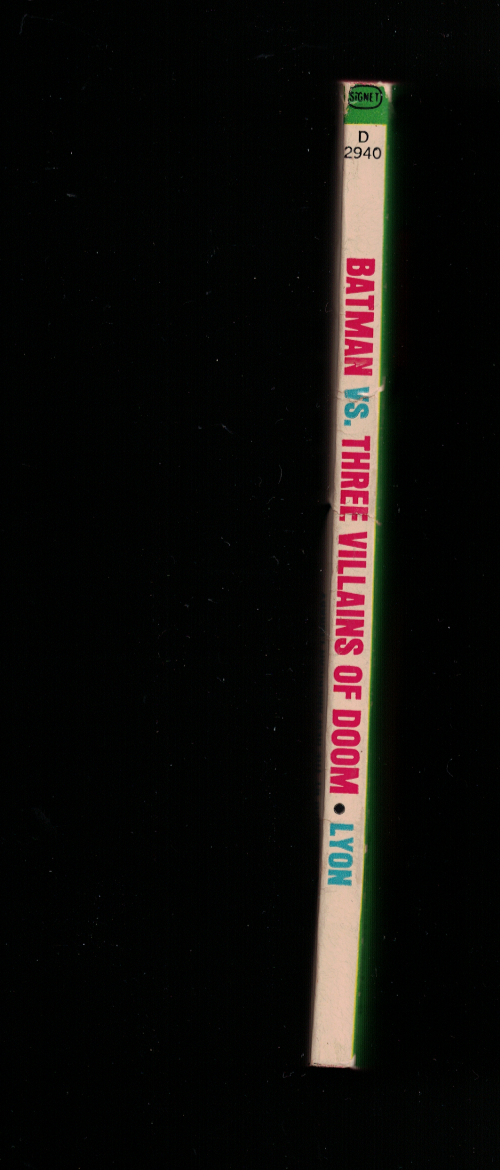 SIGNET
D
2940
BATMAN VS. THREE VILLAINS OF DOOM • LYON